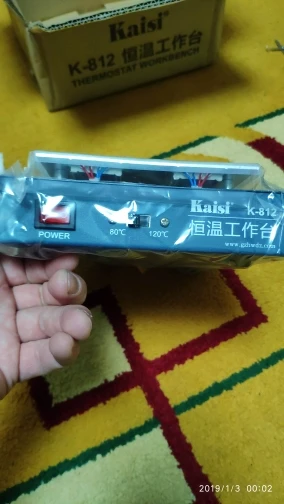 Kaisi®
K-812 恒温工作台
THERMOSTAT WORKBENCH
Kaisi® K-812
恒温工作台
POWER
80℃ 120℃
2019/1/3 00:02